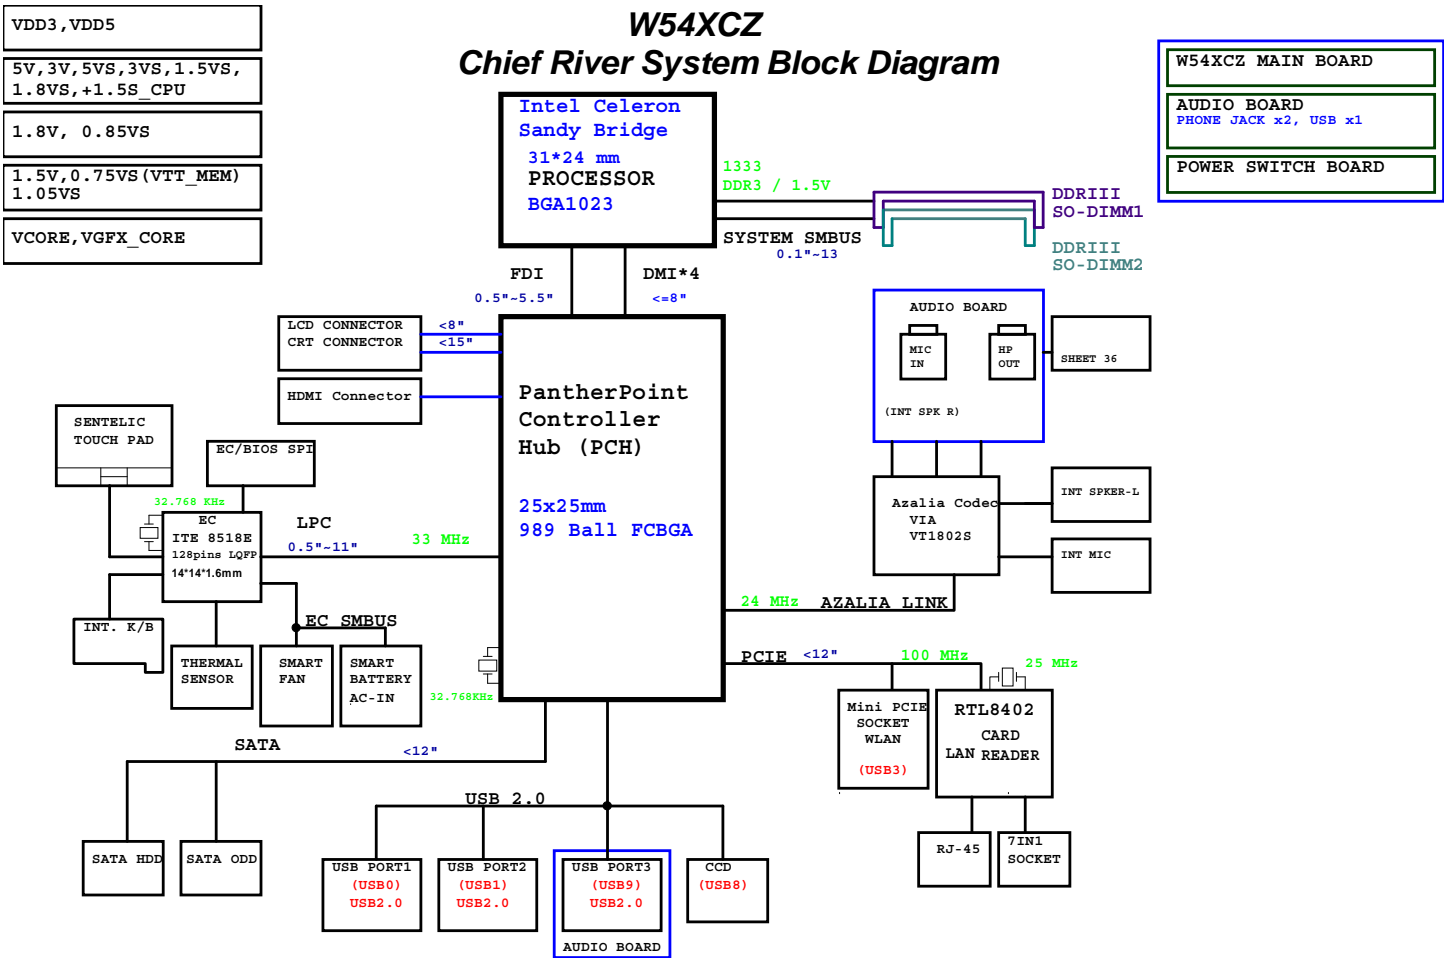 W54XCZ
Chief River System Block Diagram
VDD3,VDD5
5V,3V,5VS,3VS,1.5VS,
1.8VS,+1.5S_CPU
1.8V, 0.85VS
1.5V,0.75VS(VTT_MEM)
1.05VS
VCORE,VGFX_CORE
W54XCZ MAIN BOARD
AUDIO BOARD
PHONE JACK x2, USB x1
POWER SWITCH BOARD
Intel Celeron
Sandy Bridge
31*24 mm
PROCESSOR
BGA1023
1333
DDR3 / 1.5V
SYSTEM SMBUS
0.1"~13
DDRIII
SO-DIMM1
DDRIII
SO-DIMM2
FDI
0.5"~5.5"
DMI*4
<=8"
LCD CONNECTOR
CRT CONNECTOR
<8"
<15"
HDMI Connector
PantherPoint
Controller
Hub (PCH)
25x25mm
989 Ball FCBGA
AUDIO BOARD
MIC
IN
HP
OUT
(INT SPK R)
SHEET 36
SENTELIC
TOUCH PAD
EC/BIOS SPI
32.768 KHz
EC
ITE 8518E
128pins LQFP
14*14*1.6mm
LPC
0.5"~11"
33 MHz
Azalia Codec
VIA
VT1802S
INT SPKER-L
INT MIC
24 MHz
AZALIA LINK
INT. K/B
EC SMBUS
THERMAL
SENSOR
SMART
FAN
SMART
BATTERY
AC-IN
32.768KHz
PCIE
<12"
100 MHz
25 MHz
Mini PCIE
SOCKET
WLAN
(USB3)
RTL8402
CARD
LAN READER
RJ-45
7IN1
SOCKET
SATA
<12"
SATA HDD
SATA ODD
USB 2.0
USB PORT1
(USB0)
USB2.0
USB PORT2
(USB1)
USB2.0
USB PORT3
(USB9)
USB2.0
AUDIO BOARD
CCD
(USB8)